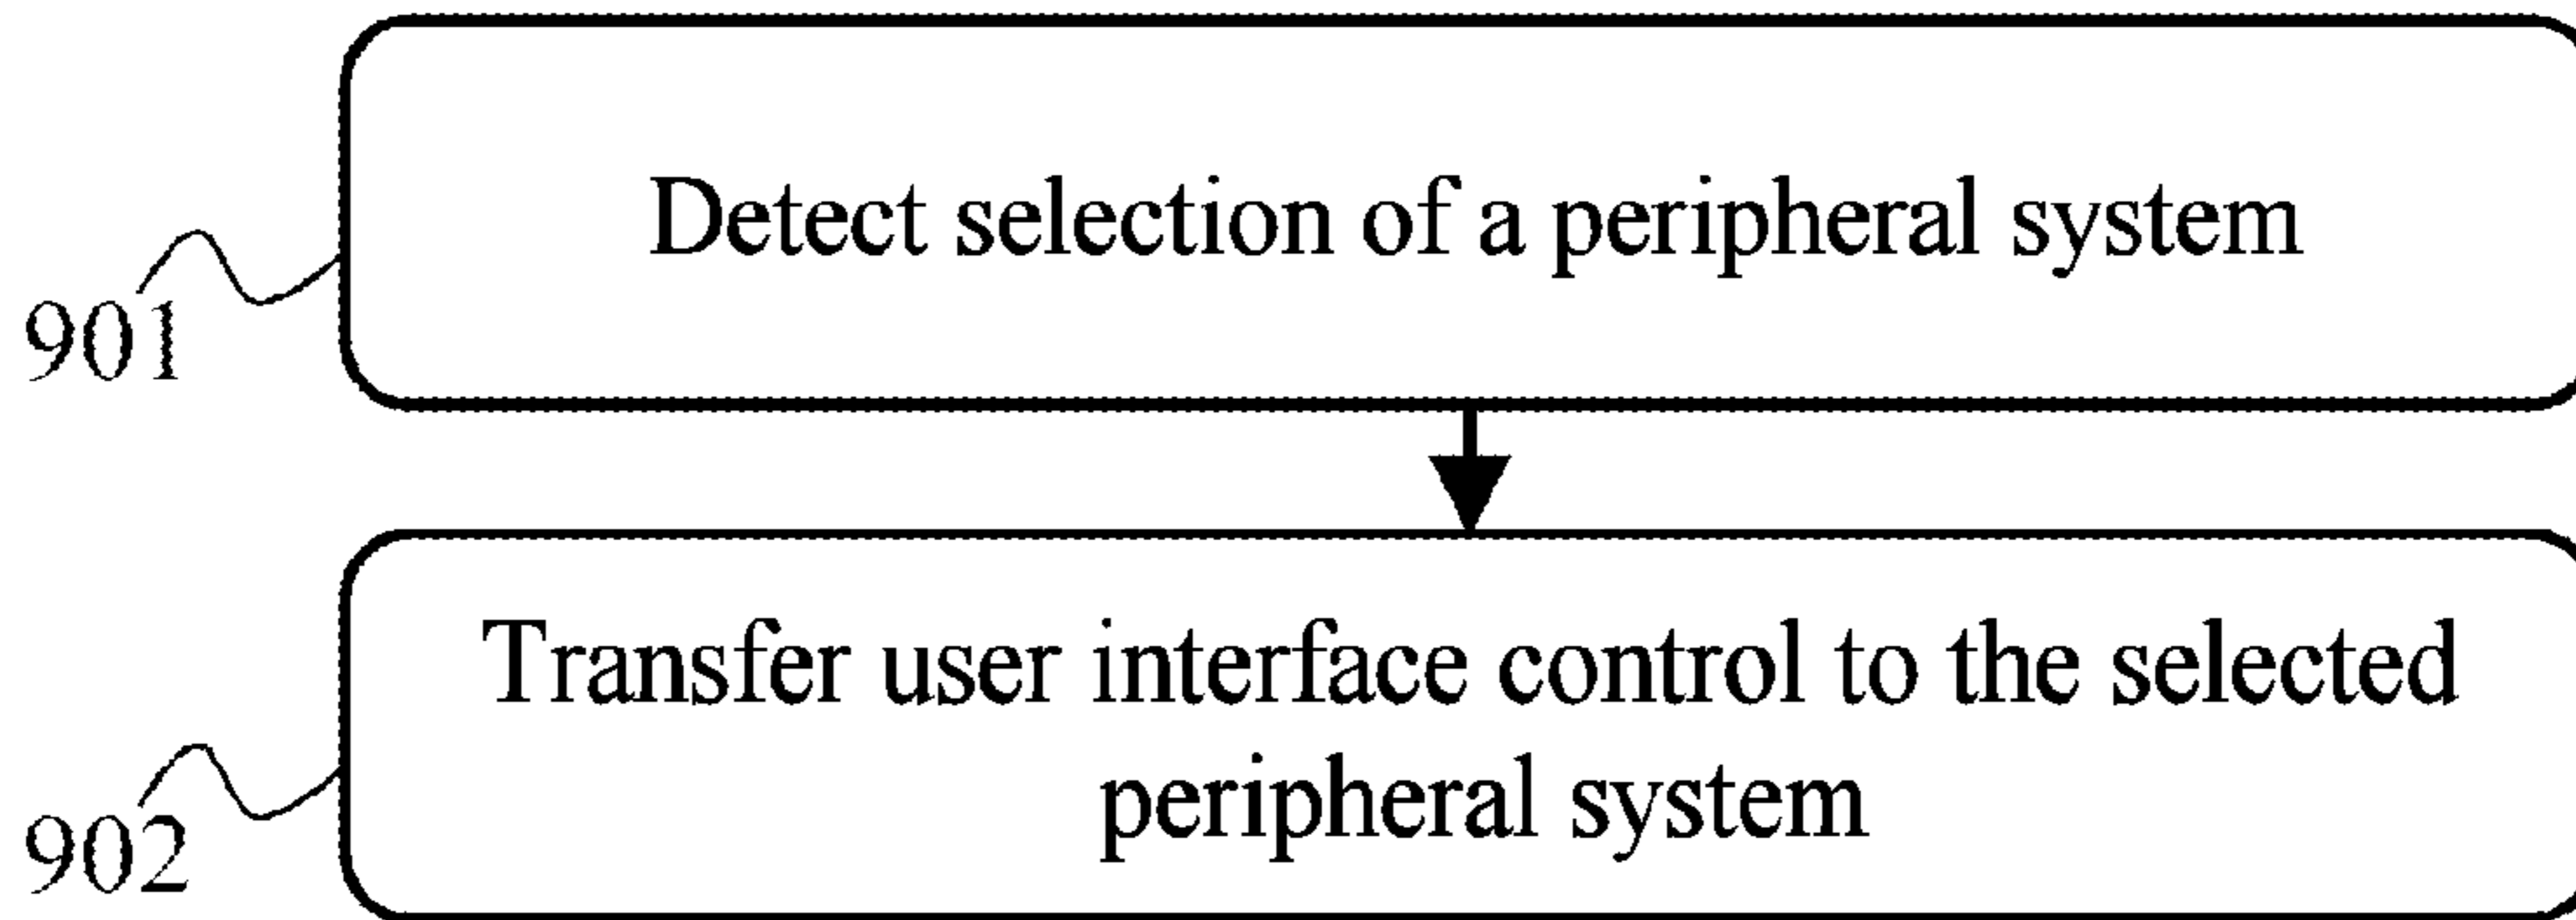 Detect selection of a peripheral system
901
Transfer user interface control to the selected
peripheral system
902